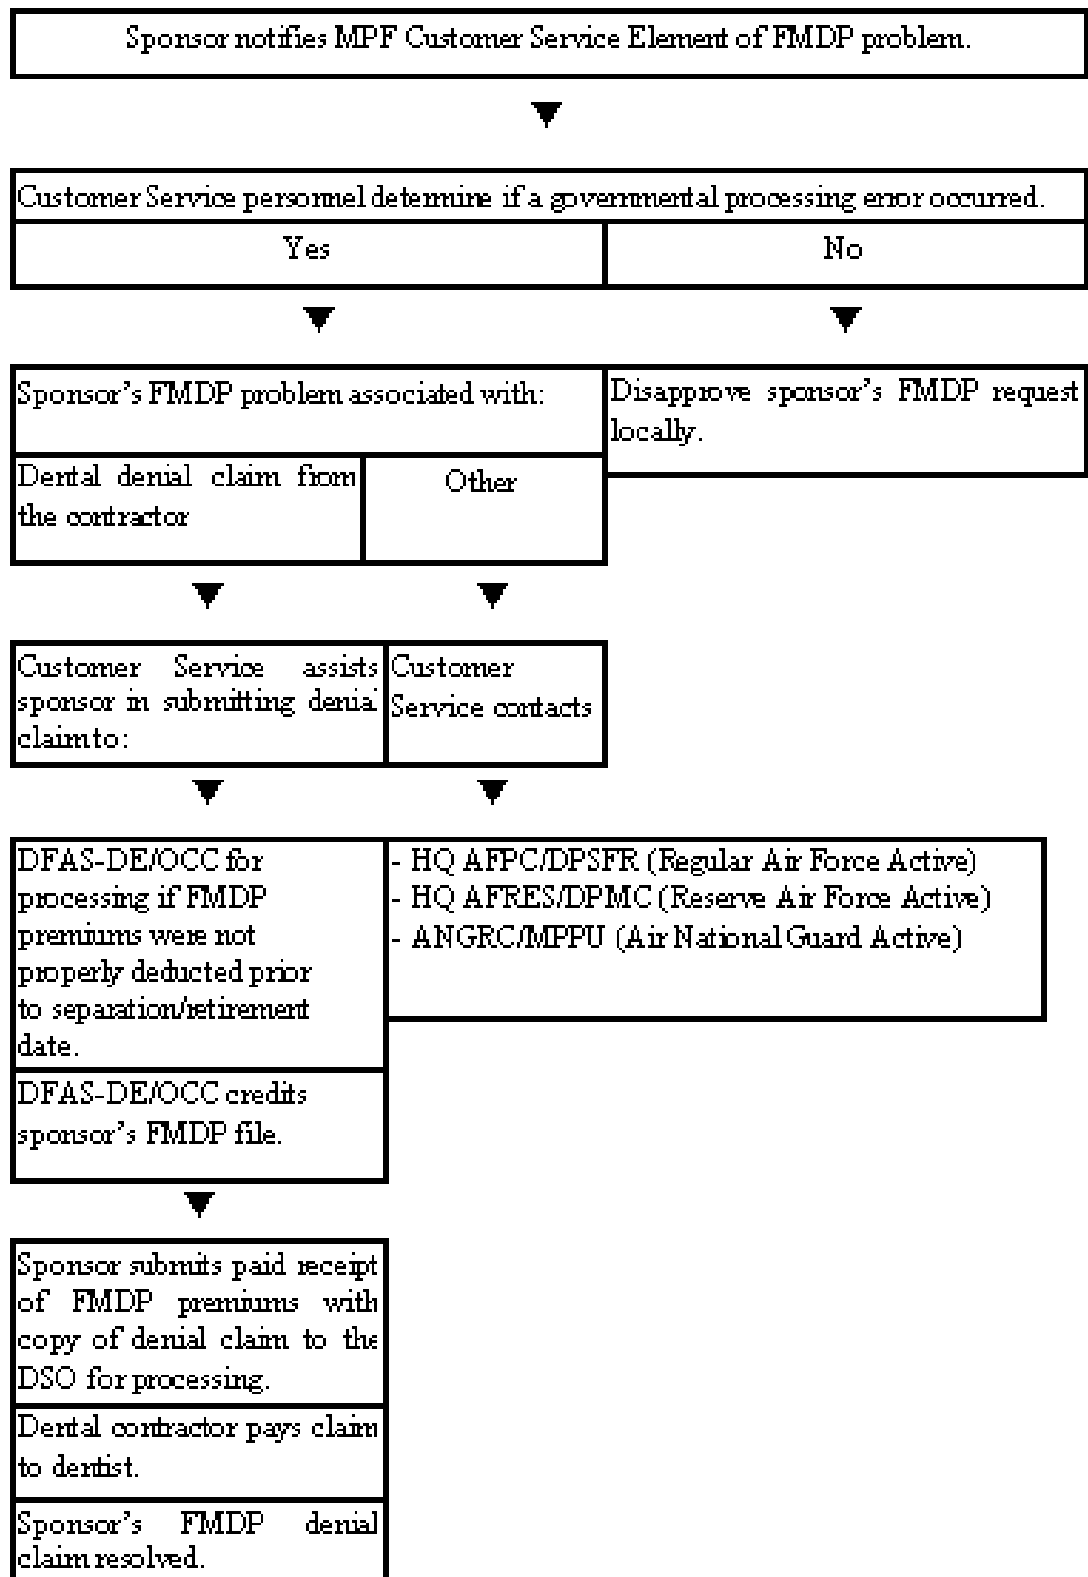 Sponsor notifies MPF Customer Service Element of FMDP problem.
Customer Service personnel determine if a governmental processing error occurred.
Yes
No
Sponsor's FMDP problem associated with:
Disapprove sponsor's FMDP request
locally.
Dental denial claim from
the contractor
Other
Customer Service assists
sponsor in submitting denial
claim to:
Customer
Service contacts
DFAS-DE/OCC for
processing if FMDP
premiums were not
properly deducted prior
to separation/retirement
date.
- HQ AFPC/DPSFR (Regular Air Force Active)
- HQ AFRES/DPMC (Reserve Air Force Active)
- ANGRC/MPPU (Air National Guard Active)
DFAS-DE/OCC credits
sponsor's FMDP file.
Sponsor submits paid receipt
of FMDP premiums with
copy of denial claim to the
DSO for processing.
Dental contractor pays claim
to dentist.
Sponsor's FMDP denial
claim resolved.